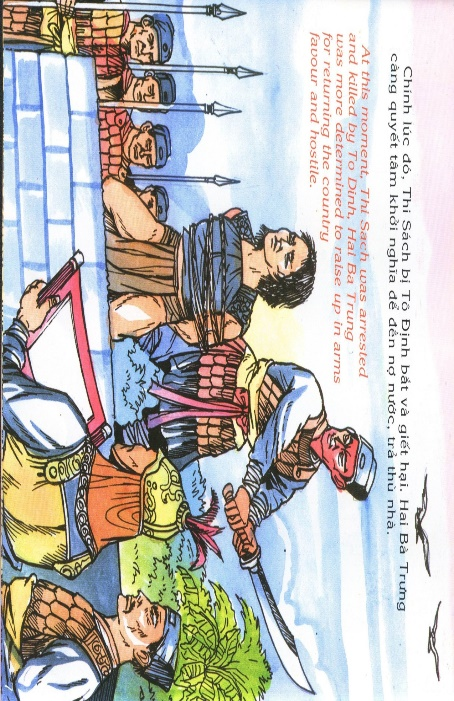 Chính lúc đó, Thi Sách bị Tô Định bắt và giết hại. Hai Bà Trưng
càng quyết tâm khởi nghĩa để đền nợ nước, trả thù nhà.
At this moment, Thi Sach was arrested
and killed by To Dinh, Hai Ba Trung
was more determined to raise up in arms
for returning the country
favour and hostile.